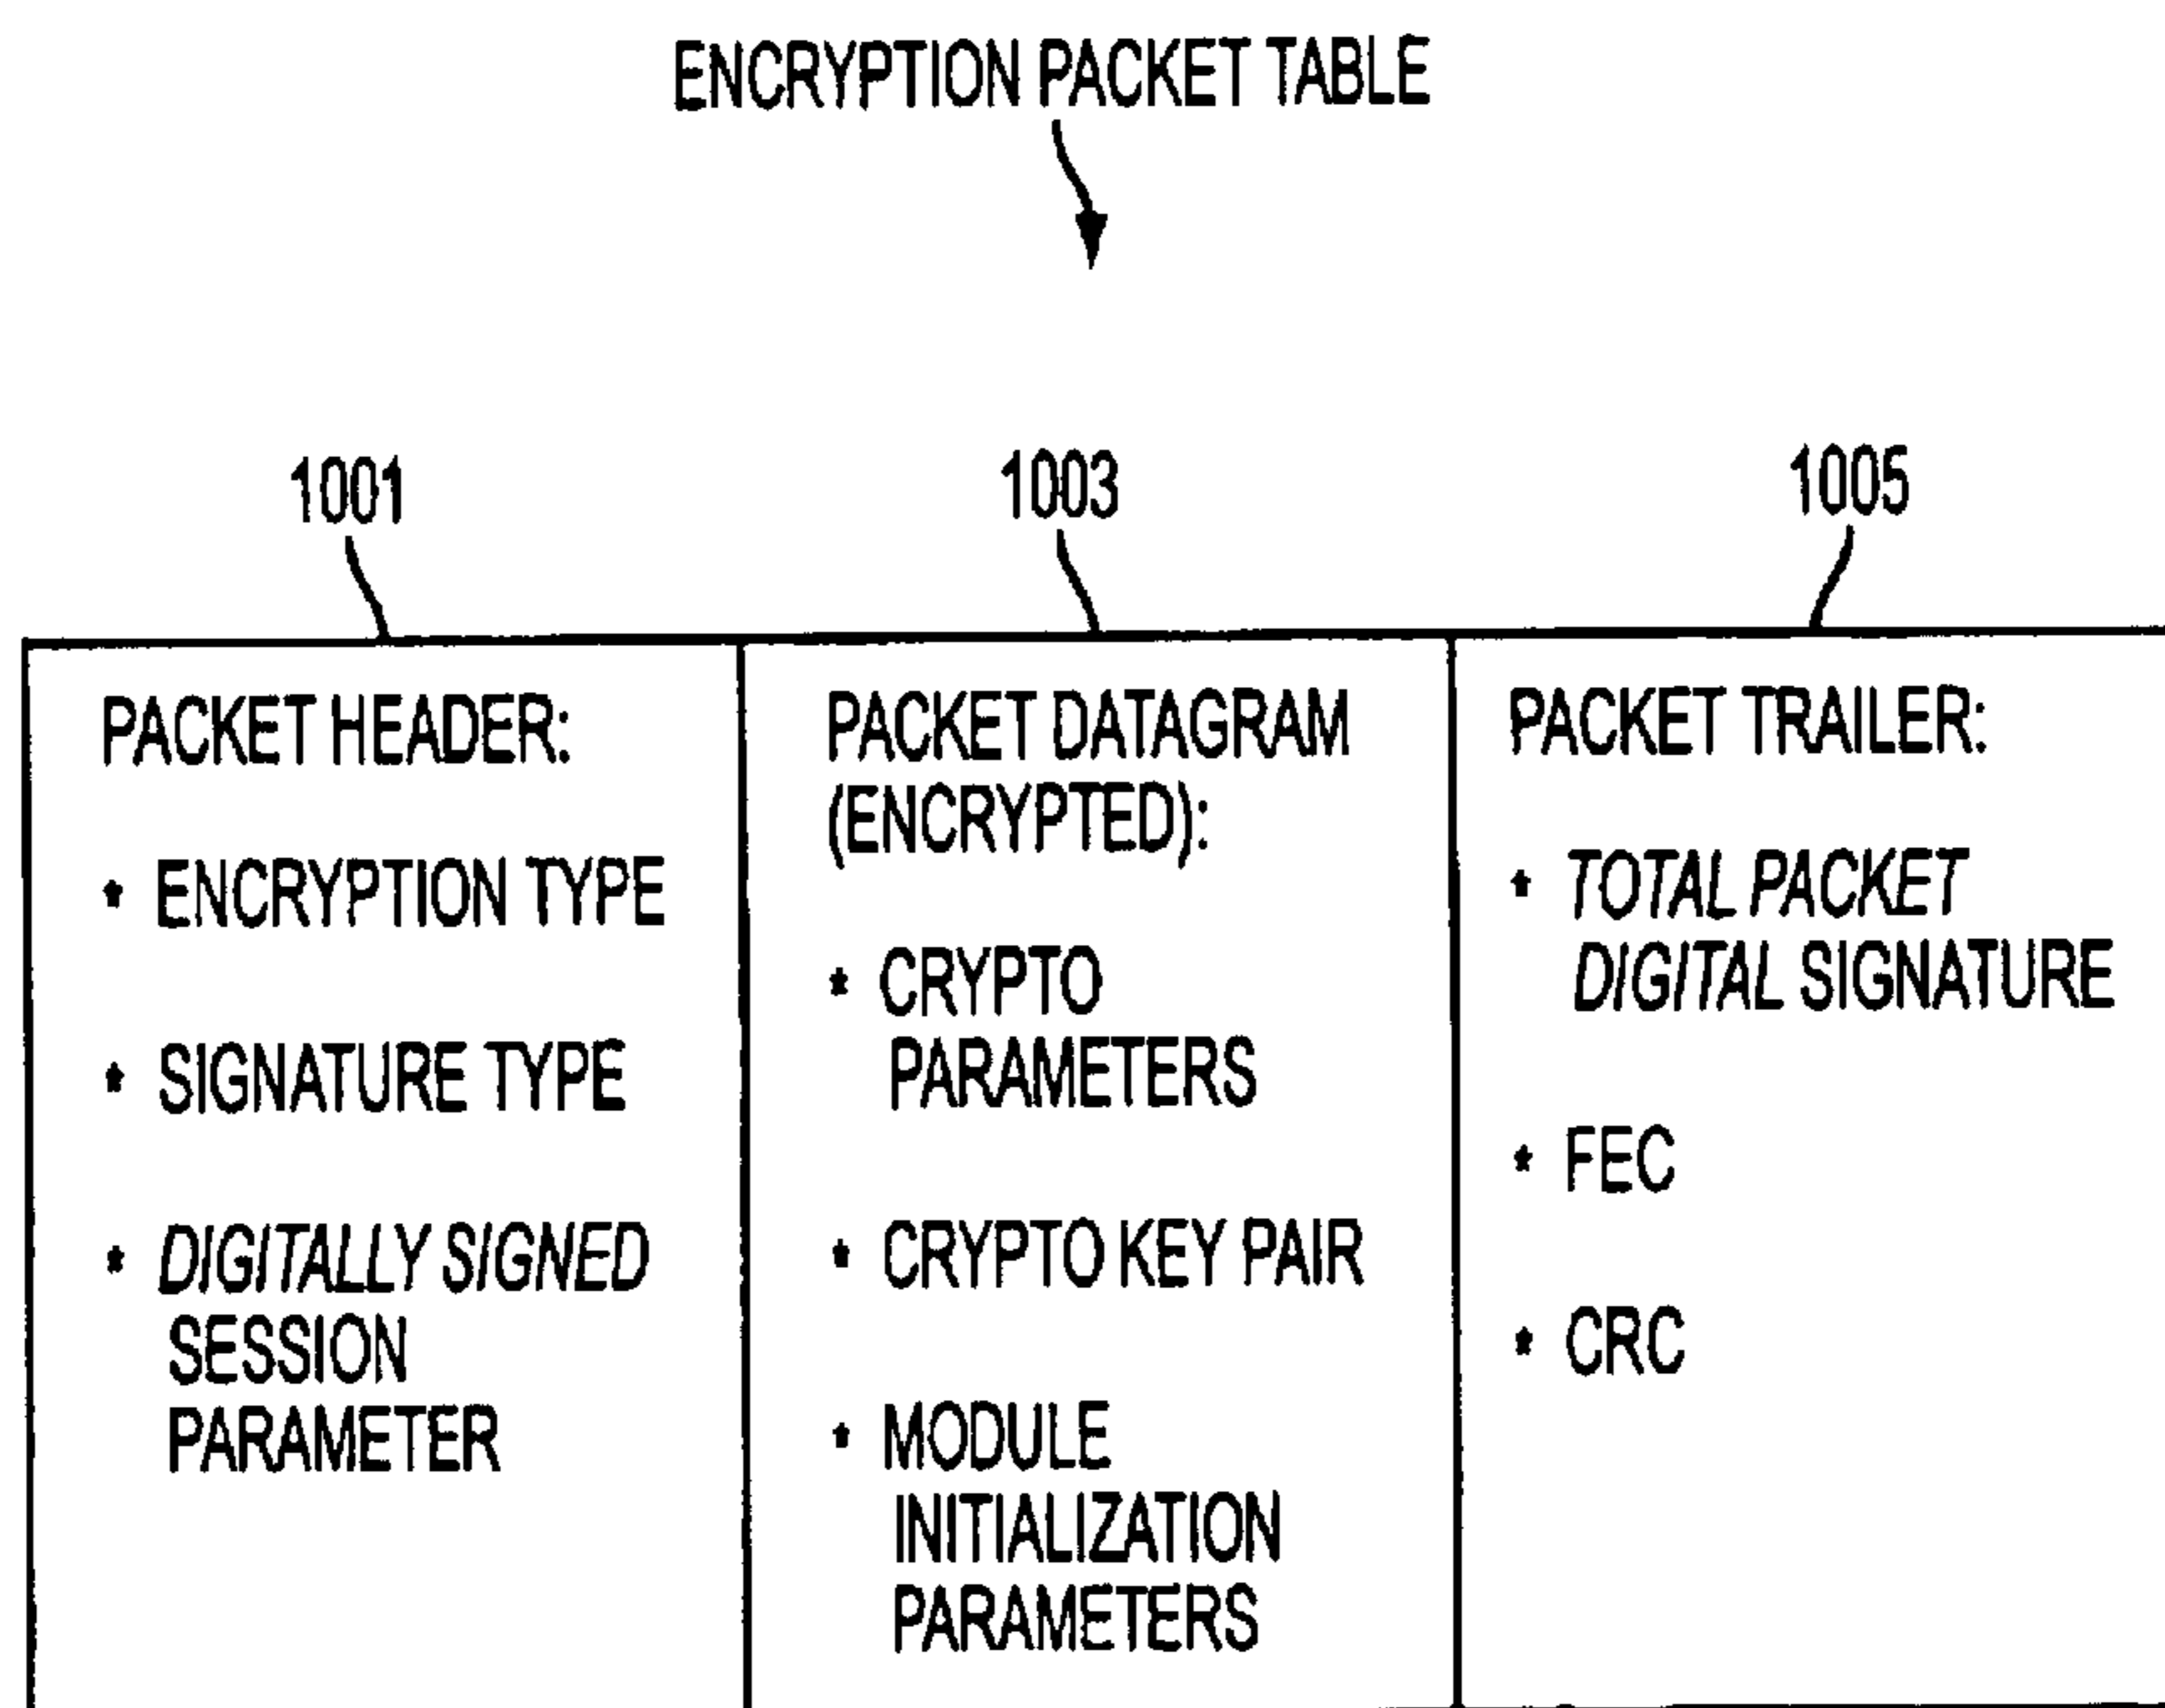 ENCRYPTION PACKET TABLE
1001
1003
1005
PACKET HEADER:
* ENCRYPTION TYPE
* SIGNATURE TYPE
* DIGITALLY SIGNED
SESSION
PARAMETER
PACKET DATAGRAM
(ENCRYPTED):
* CRYPTO
PARAMETERS
* CRYPTO KEY PAIR
* MODULE
INITIALIZATION
PARAMETERS
PACKET TRAILER:
* TOTAL PACKET
DIGITAL SIGNATURE
* FEC
* CRC